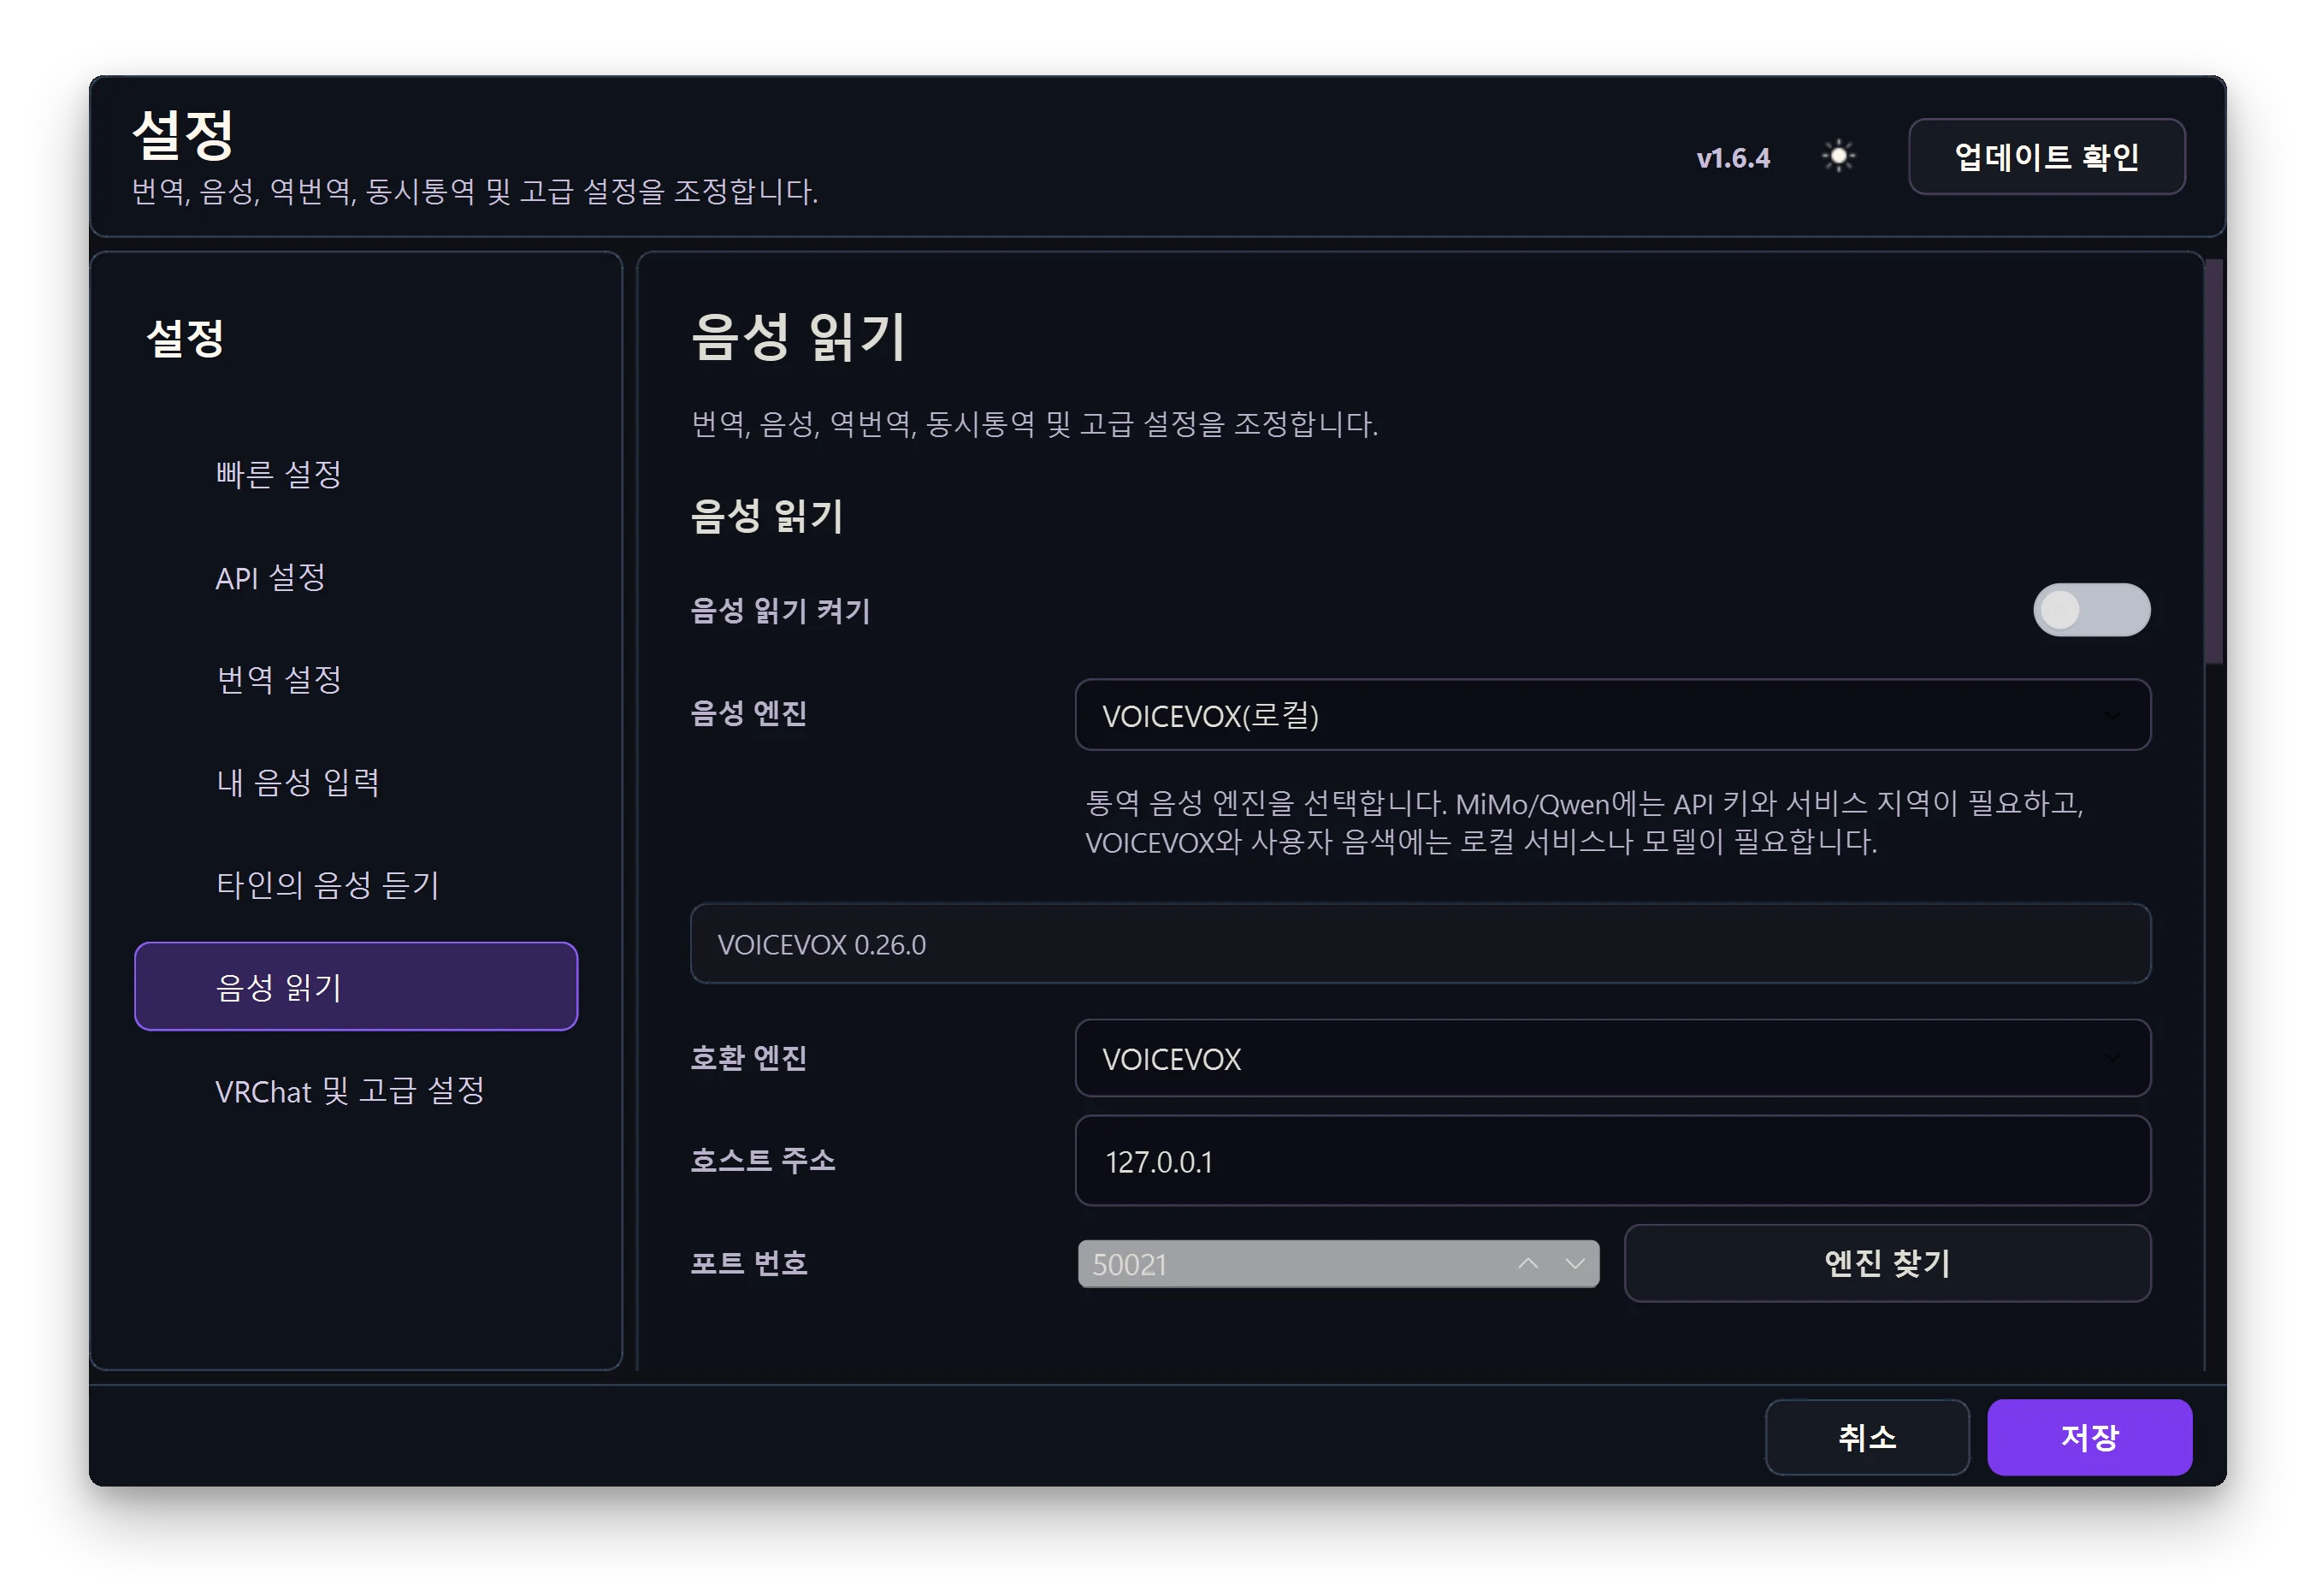 설정
번역, 음성, 역번역, 동시통역 및 고급 설정을 조정합니다.
v1.6.4
업데이트 확인
설정
빠른 설정
API 설정
번역 설정
내 음성 입력
타인의 음성 듣기
음성 읽기
VRChat 및 고급 설정
음성 읽기
번역, 음성, 역번역, 동시통역 및 고급 설정을 조정합니다.
음성 읽기
음성 읽기 켜기
음성 엔진
VOICEVOX(로컬)
통역 음성 엔진을 선택합니다. MiMo/Qwen에는 API 키와 서비스 지역이 필요하고,
VOICEVOX와 사용자 음색에는 로컬 서비스나 모델이 필요합니다.
VOICEVOX 0.26.0
호환 엔진
VOICEVOX
호스트 주소
127.0.0.1
포트 번호
50021
엔진 찾기
취소
저장